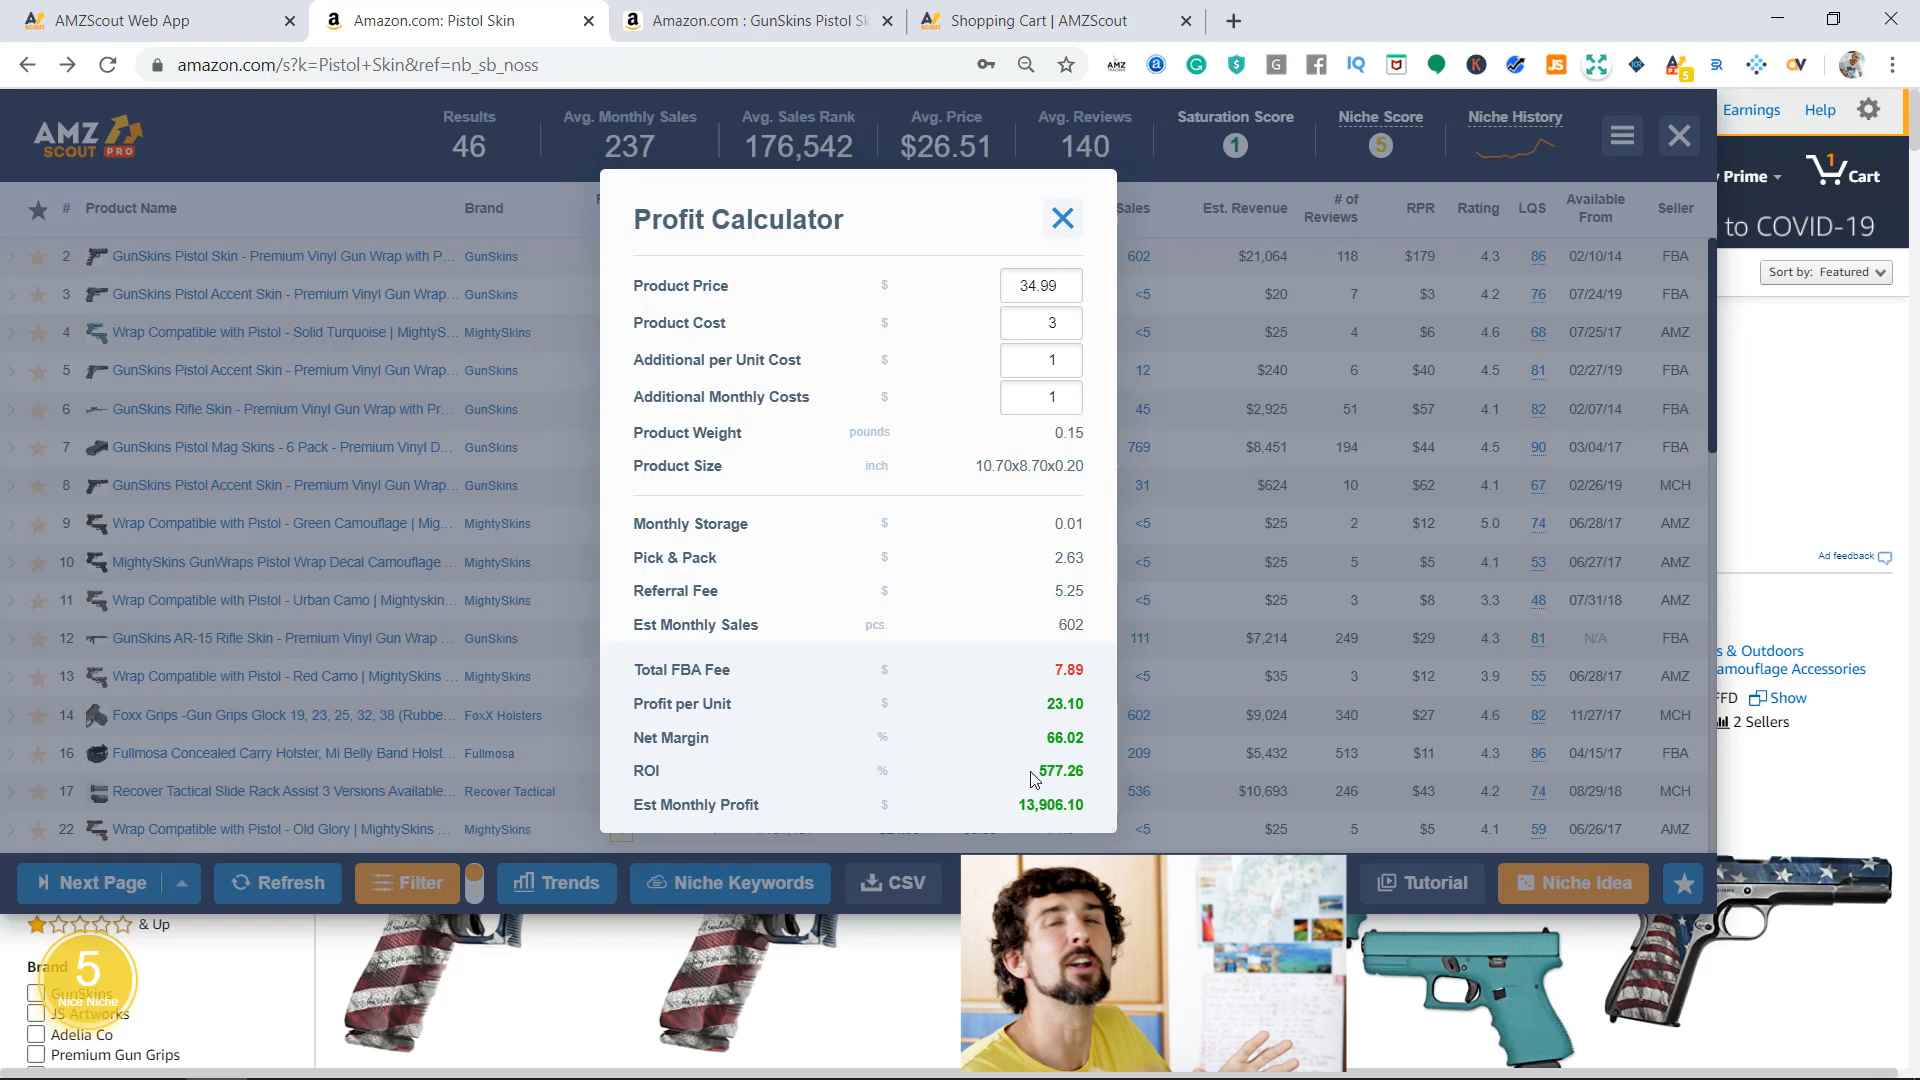 AMZScout Web App
Amazon.com: Pistol Skin
Amazon.com : GunSkins Pistol Sk
Shopping Cart | AMZScout
amazon.com/s?k=Pistol+Skin&ref=nb_sb_noss
AMZ
SCOUT PRO
Results
46
Avg. Monthly Sales
237
Avg. Sales Rank
176,542
Avg. Price
$26.51
Avg. Reviews
140
Saturation Score
1
Niche Score
5
Niche History
Earnings
Help
Prime
1
Cart
to COVID-19
Sort by: Featured
# Product Name Brand Sales Est. Revenue # of Reviews RPR Rating LQS Available From Seller
2 GunSkins Pistol Skin - Premium Vinyl Gun Wrap with P... GunSkins 602 $21,064 118 $179 4.3 86 02/10/14 FBA
3 GunSkins Pistol Accent Skin - Premium Vinyl Gun Wrap... GunSkins <5 $20 7 $3 4.2 76 07/24/19 FBA
4 Wrap Compatible with Pistol - Solid Turquoise | MightyS... MightySkins <5 $25 4 $6 4.6 68 07/25/17 AMZ
5 GunSkins Pistol Accent Skin - Premium Vinyl Gun Wrap... GunSkins 12 $240 6 $40 4.5 81 02/27/19 FBA
6 GunSkins Rifle Skin - Premium Vinyl Gun Wrap with Pr... GunSkins 45 $2,925 51 $57 4.1 82 02/07/14 FBA
7 GunSkins Pistol Mag Skins - 6 Pack - Premium Vinyl D... GunSkins 769 $8,451 194 $44 4.5 90 03/04/17 FBA
8 GunSkins Pistol Accent Skin - Premium Vinyl Gun Wrap... GunSkins 31 $624 10 $62 4.1 67 02/26/19 MCH
9 Wrap Compatible with Pistol - Green Camouflage | Mig... MightySkins <5 $25 2 $12 5.0 74 06/28/17 AMZ
10 MightySkins GunWraps Pistol Wrap Decal Camouflage ... MightySkins <5 $25 5 $5 4.1 53 06/27/17 AMZ
11 Wrap Compatible with Pistol - Urban Camo | Mightyskin... MightySkins <5 $25 3 $8 3.3 48 07/31/18 AMZ
12 GunSkins AR-15 Rifle Skin - Premium Vinyl Gun Wrap ... GunSkins 111 $7,214 249 $29 4.3 81 N/A FBA
13 Wrap Compatible with Pistol - Red Camo | MightySkins ... MightySkins <5 $35 3 $12 3.9 55 06/28/17 AMZ
14 Foxx Grips -Gun Grips Glock 19, 23, 25, 32, 38 (Rubbe... FoxX Holsters 602 $9,024 340 $27 4.6 82 11/27/17 MCH
16 Fullmosa Concealed Carry Holster, Mi Belly Band Holst... Fullmosa 209 $5,432 513 $11 4.3 86 04/15/17 FBA
17 Recover Tactical Slide Rack Assist 3 Versions Available... Recover Tactical 536 $10,693 246 $43 4.2 74 08/29/18 MCH
22 Wrap Compatible with Pistol - Old Glory | MightySkins ... MightySkins <5 $25 5 $5 4.1 59 06/26/17 AMZ
Profit Calculator
Product Price $ 34.99
Product Cost $ 3
Additional per Unit Cost $ 1
Additional Monthly Costs $ 1
Product Weight pounds 0.15
Product Size inch 10.70x8.70x0.20
Monthly Storage $ 0.01
Pick & Pack $ 2.63
Referral Fee $ 5.25
Est Monthly Sales pcs. 602
Total FBA Fee $ 7.89
Profit per Unit $ 23.10
Net Margin % 66.02
ROI % 577.26
Est Monthly Profit $ 13,906.10
Ad feedback
s & Outdoors
amouflage Accessories
FD Show
2 Sellers
Next Page
Refresh
Filter
Trends
Niche Keywords
CSV
Tutorial
Niche Idea
& Up
Brand
5
Nice Niche
GunSkins
JS Artworks
Adelia Co
Premium Gun Grips